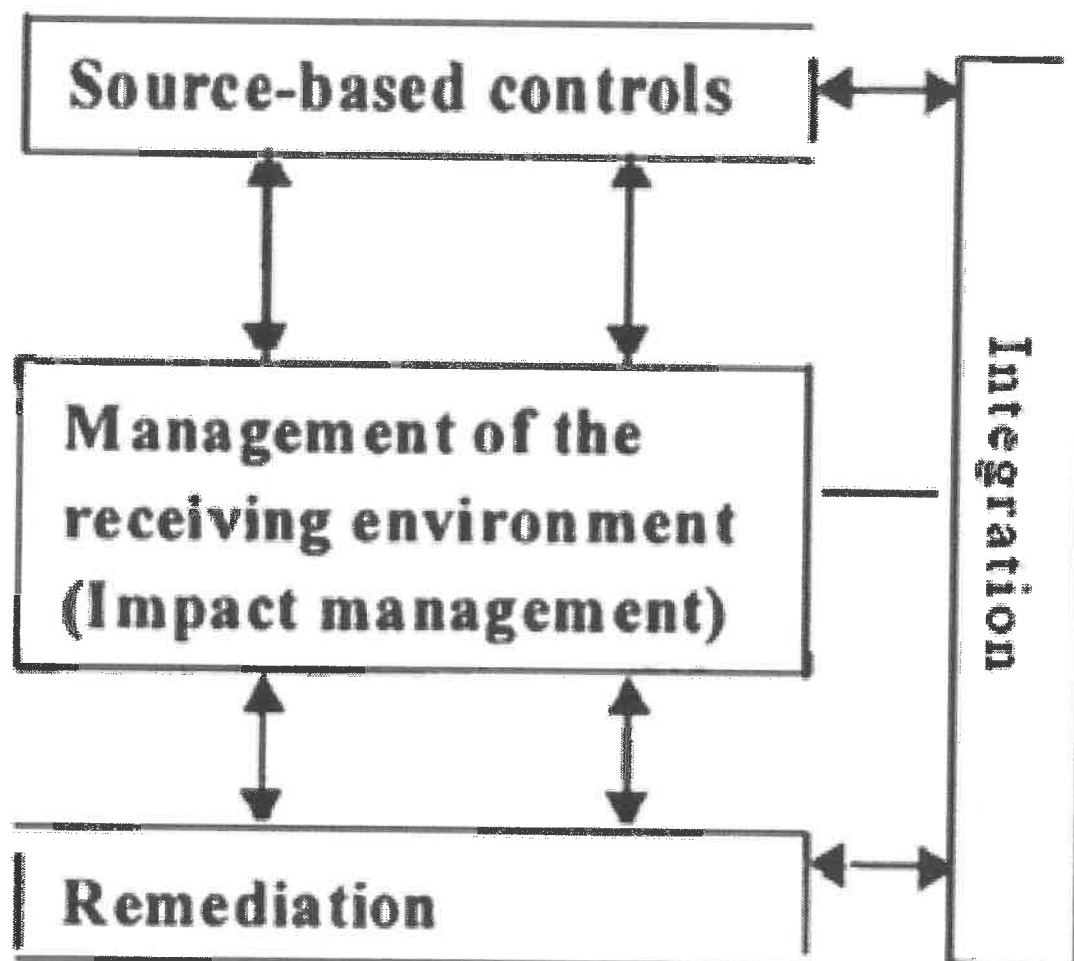 Source-based controls
Management of the
receiving environment
(Impact management)
Remediation
Integration